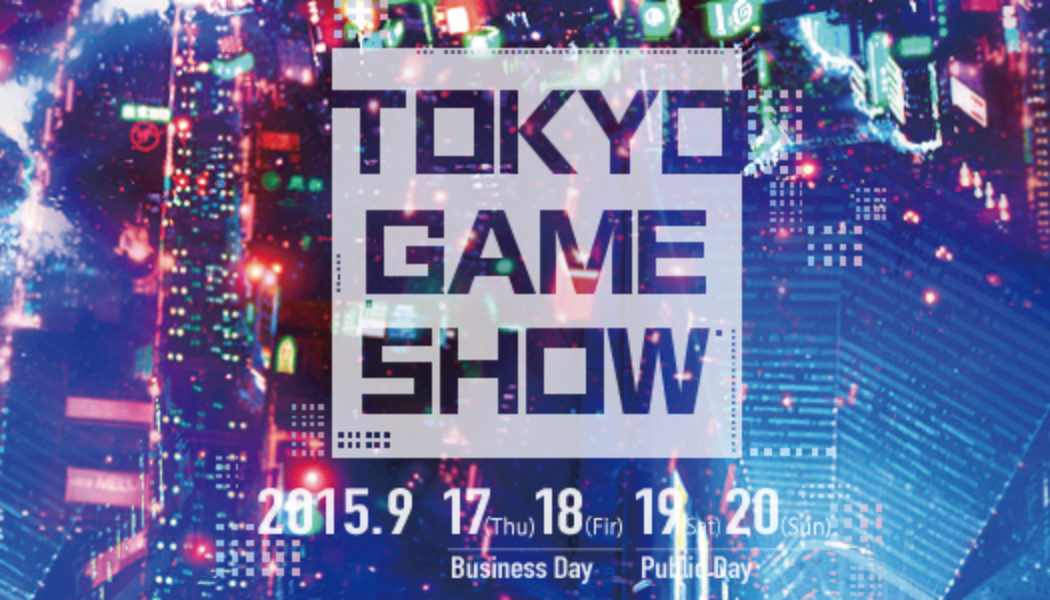 TOKYO
GAME
SHOW
2015.9 17(Thu) 18(Fir) 19(Sat) 20(Sun)
Business Day Public Day